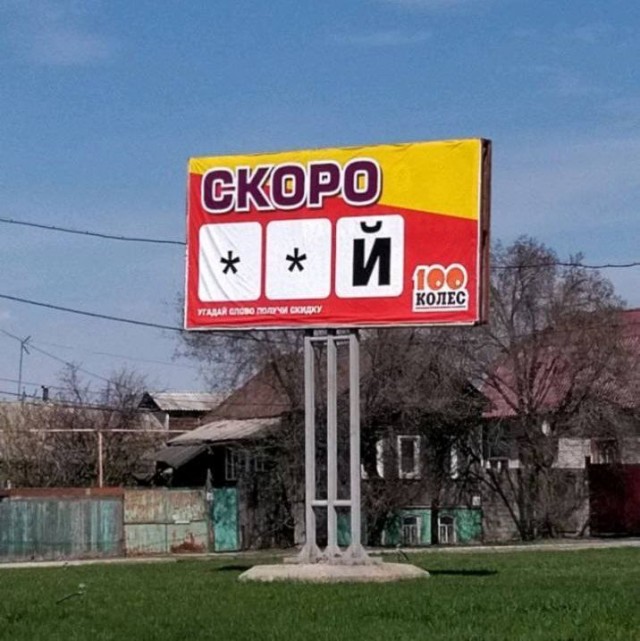 СКОРО
**Й
100
КОЛЕС
УГАДАЙ СЛОВО ПОЛУЧИ СКИДКУ